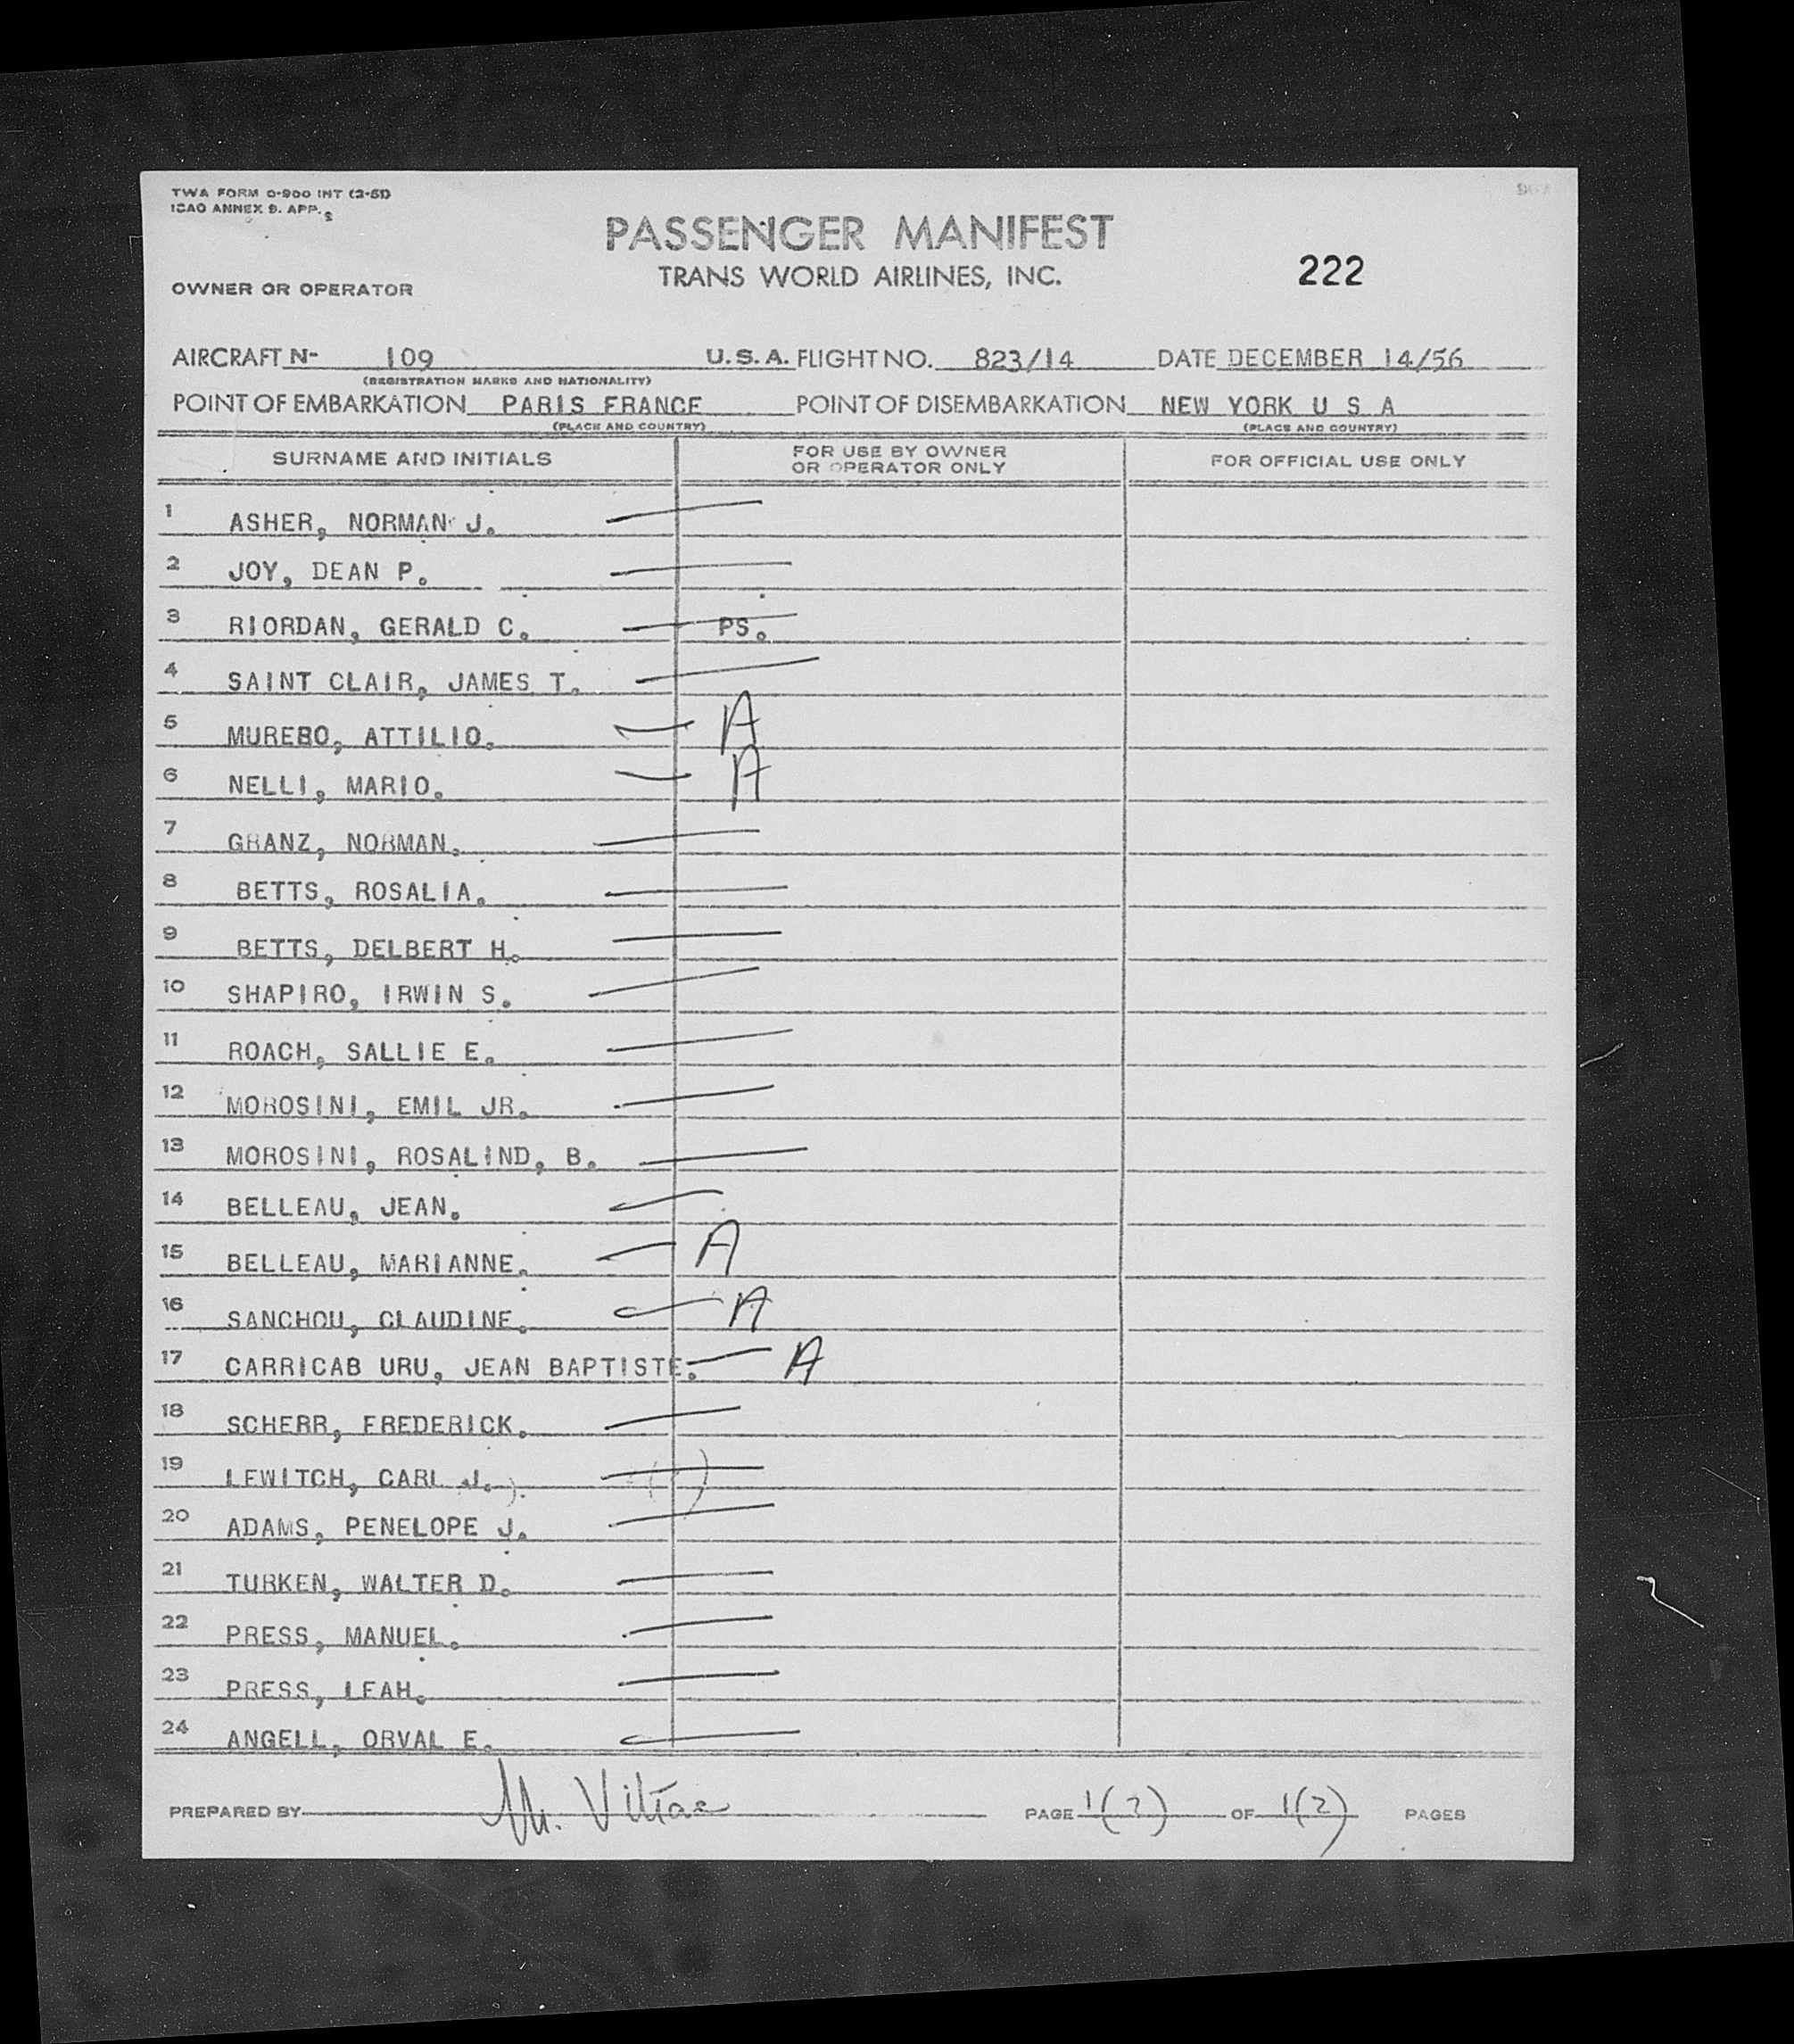 TWA FORM 0-900 INT (2-51)
ICAO ANNEX 9. APP. 2
PASSENGER MANIFEST
TRANS WORLD AIRLINES, INC.
222
OWNER OR OPERATOR
AIRCRAFT N- 109 U.S.A. FLIGHT NO. 823/14 DATE DECEMBER 14/56
(REGISTRATION MARKS AND NATIONALITY)
POINT OF EMBARKATION PARIS FRANCE POINT OF DISEMBARKATION NEW YORK U S A
(PLACE AND COUNTRY) (PLACE AND COUNTRY)
SURNAME AND INITIALS FOR USE BY OWNER OR OPERATOR ONLY FOR OFFICIAL USE ONLY
1 ASHER, NORMAN J.
2 JOY, DEAN P.
3 RIORDAN, GERALD C. PS.
4 SAINT CLAIR, JAMES T.
5 MUREBO, ATTILIO. A
6 NELLI, MARIO. A
7 GRANZ, NORMAN.
8 BETTS, ROSALIA.
9 BETTS, DELBERT H.
10 SHAPIRO, IRWIN S.
11 ROACH, SALLIE E.
12 MOROSINI, EMIL JR.
13 MOROSINI, ROSALIND, B.
14 BELLEAU, JEAN.
15 BELLEAU, MARIANNE. A
16 SANCHOU, CLAUDINE. A
17 CARRICAB URU, JEAN BAPTISTE. A
18 SCHERR, FREDERICK.
19 LEWITCH, CARL J.
20 ADAMS, PENELOPE J.
21 TURKEN, WALTER D.
22 PRESS, MANUEL.
23 PRESS, LEAH.
24 ANGELL, ORVAL E.
PREPARED BY M. PAGE 1(2) OF 1(2) PAGES